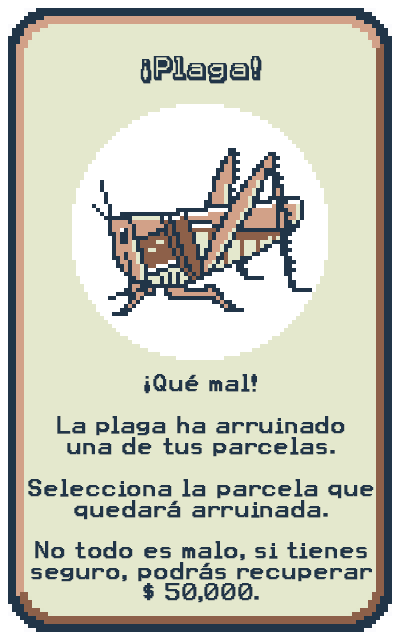 ¡Plaga!
¡Qué mal!
La plaga ha arruinado
una de tus parcelas.
Selecciona la parcela que
quedará arruinada.
No todo es malo, si tienes
seguro, podrás recuperar
$ 50,000.